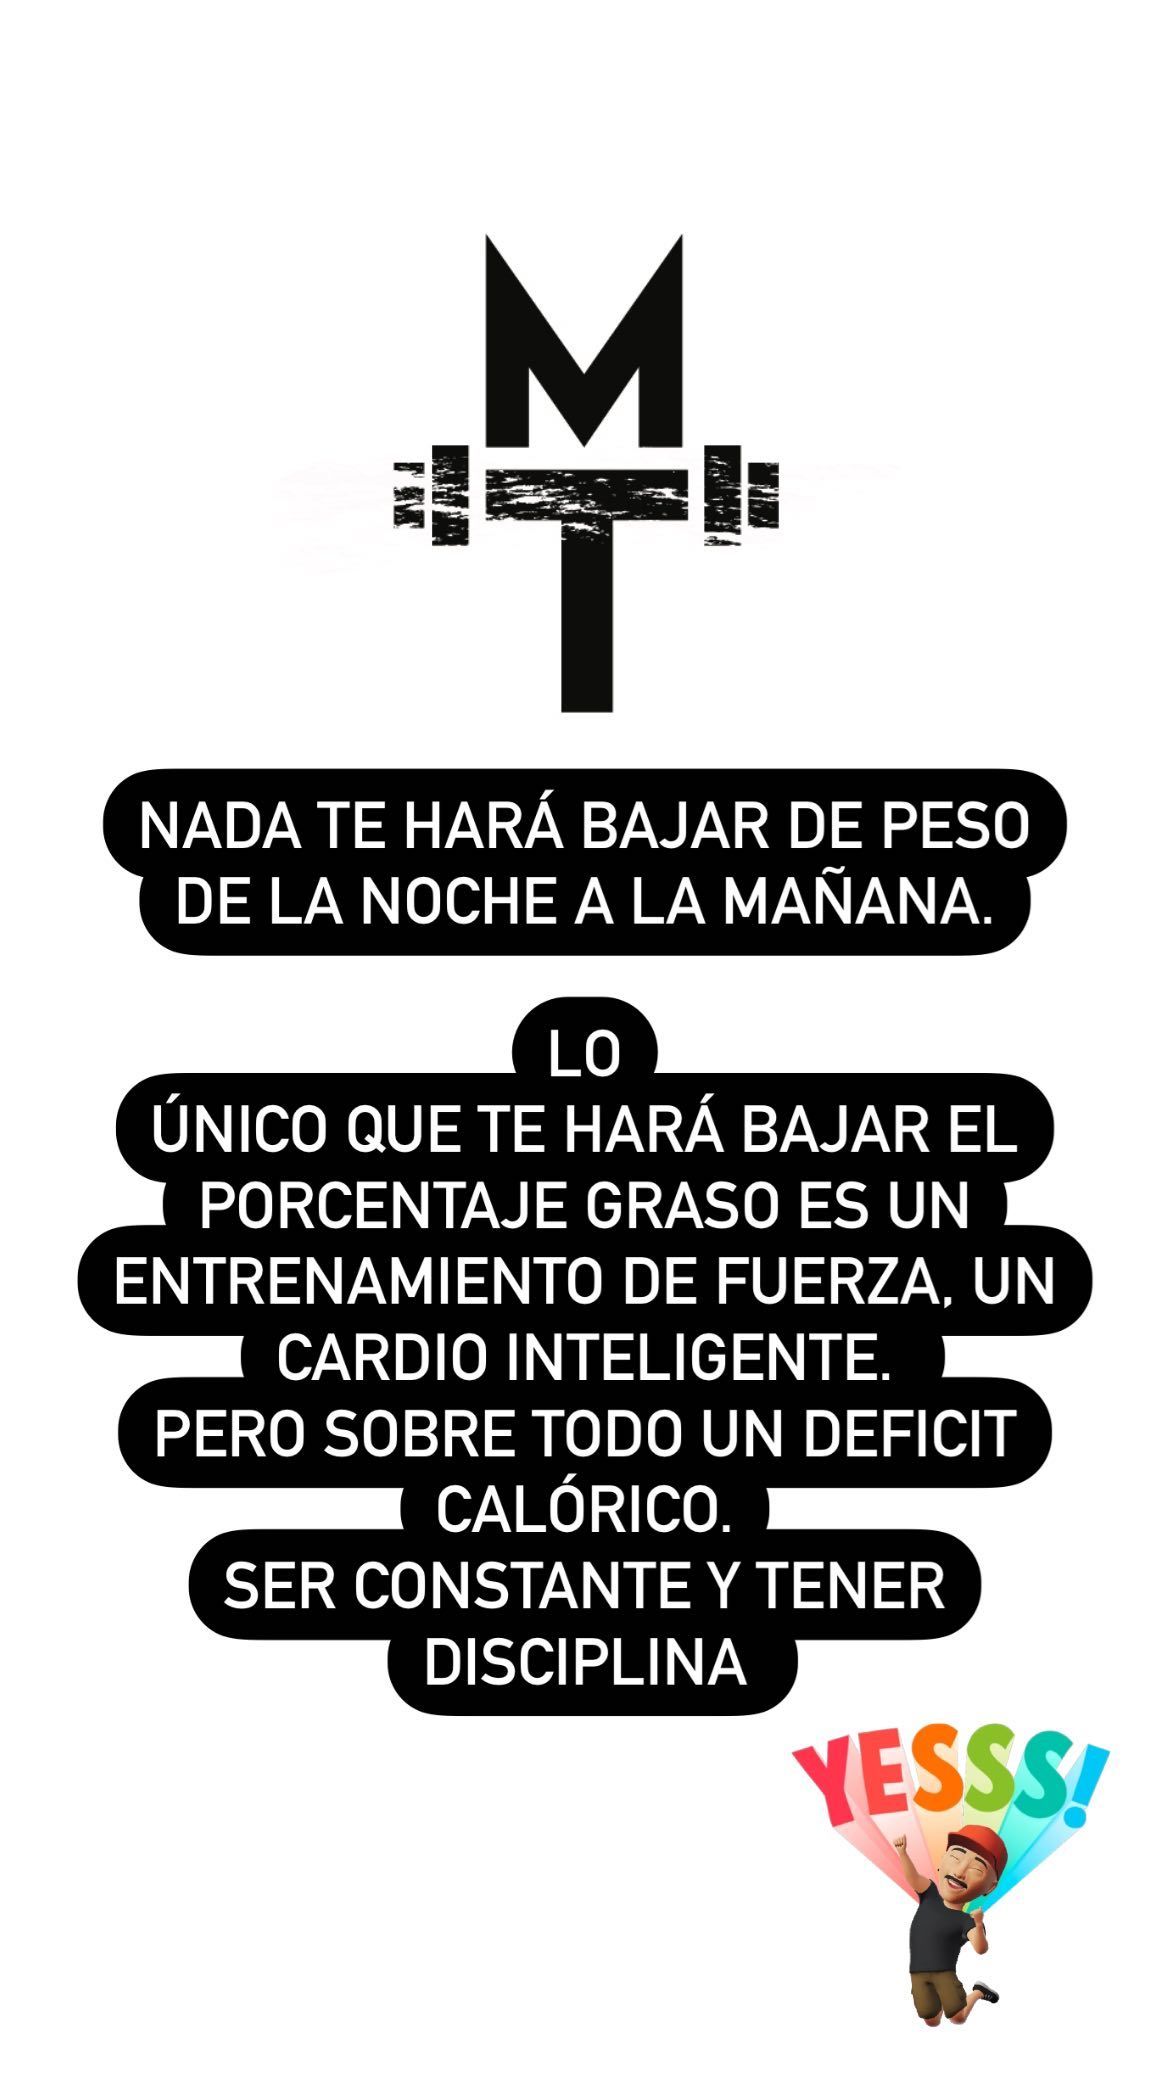 M
T
NADA TE HARÁ BAJAR DE PESO
DE LA NOCHE A LA MAÑANA.
LO
ÚNICO QUE TE HARÁ BAJAR EL
PORCENTAJE GRASO ES UN
ENTRENAMIENTO DE FUERZA, UN
CARDIO INTELIGENTE.
PERO SOBRE TODO UN DEFICIT
CALÓRICO.
SER CONSTANTE Y TENER
DISCIPLINA
YESSS!